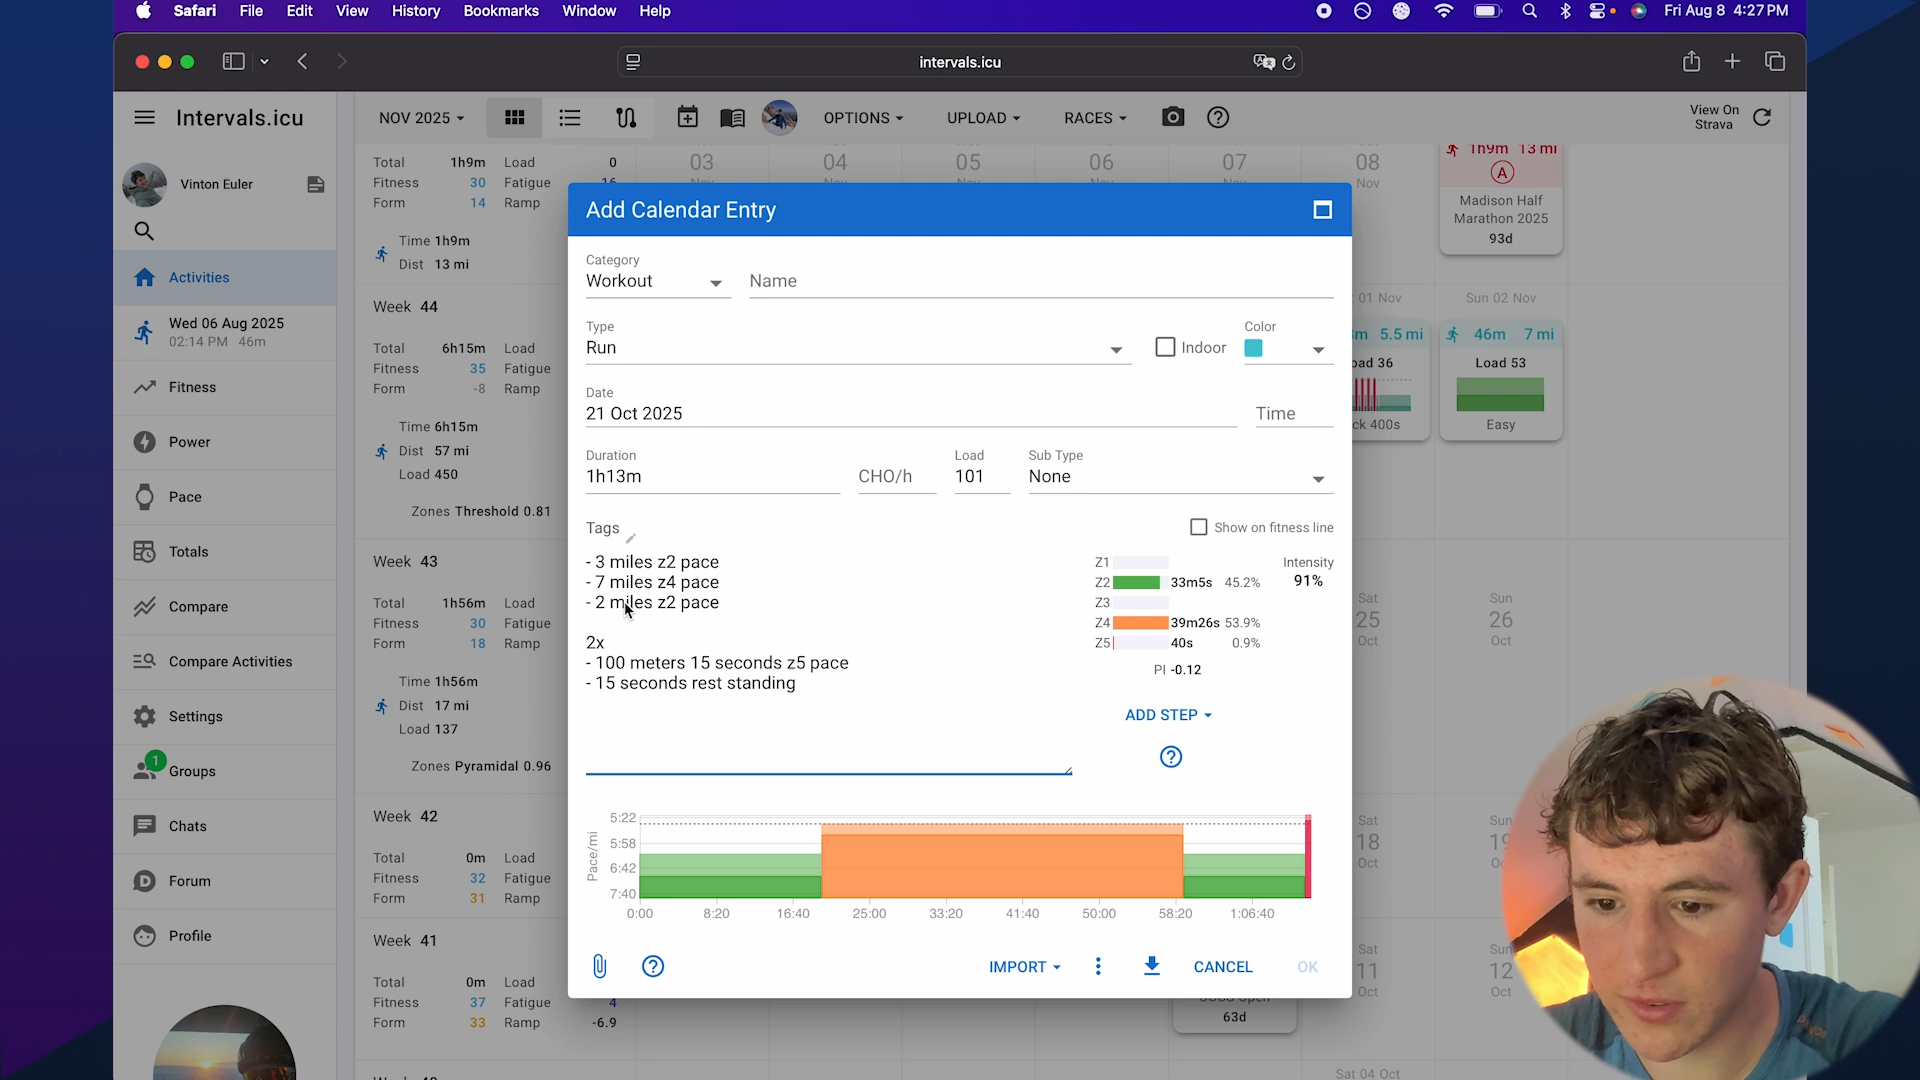 Safari File Edit View History Bookmarks Window Help Fri Aug 8 4:27 PM
intervals.icu
Intervals.icu
NOV 2025 OPTIONS UPLOAD RACES View On Strava
Vinton Euler
Activities
Wed 06 Aug 2025
02:14 PM 46m
Fitness
Power
Pace
Totals
Compare
Compare Activities
Settings
1
Groups
Chats
Forum
Profile
Total 1h9m Load 0
Fitness 30 Fatigue 16
Form 14 Ramp
Time 1h9m
Dist 13 mi
Week 44
Total 6h15m Load
Fitness 35 Fatigue
Form -8 Ramp
Time 6h15m
Dist 57 mi
Load 450
Zones Threshold 0.81
Week 43
Total 1h56m Load
Fitness 30 Fatigue
Form 18 Ramp
Time 1h56m
Dist 17 mi
Load 137
Zones Pyramidal 0.96
Week 42
Total 0m Load
Fitness 32 Fatigue
Form 31 Ramp
Week 41
Total 0m Load
Fitness 37 Fatigue 4
Form 33 Ramp -6.9
03 04 05 06 07 08
Nov
1h9m 13 mi
A
Madison Half
Marathon 2025
93d
01 Nov Sun 02 Nov
5.5 mi 46m 7 mi
36 Load 53
400s Easy
Sat Sun
25 26
Oct Oct
Sat Sun
18
Oct
Sat Sun
11 12
Oct Oct
63d
Sat 04 Oct
Add Calendar Entry
Category
Workout Name
Type
Run Indoor
Color
Date
21 Oct 2025 Time
Duration Load Sub Type
1h13m CHO/h 101 None
Tags Show on fitness line
- 3 miles z2 pace
- 7 miles z4 pace
- 2 miles z2 pace
2x
- 100 meters 15 seconds z5 pace
- 15 seconds rest standing
Z1
Z2 33m5s 45.2%
Z3
Z4 39m26s 53.9%
Z5 40s 0.9%
PI -0.12
Intensity
91%
ADD STEP
Pace/mi
5:22
5:58
6:42
7:40
0:00 8:20 16:40 25:00 33:20 41:40 50:00 58:20 1:06:40
IMPORT CANCEL OK